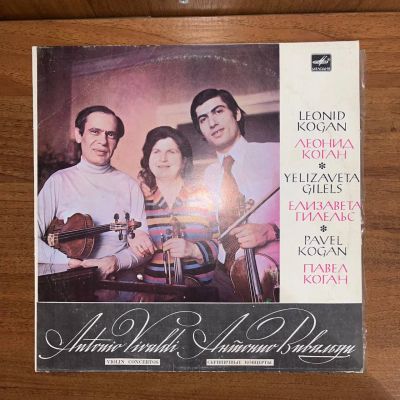 МЕЛОДИЯ
LEONID
KOGAN
ЛЕОНИД
КОГАН
*
YELIZAVETA
GILELS
ЕЛИЗАВЕТА
ГИЛЕЛЬС
*
PAVEL
KOGAN
ПАВЕЛ
КОГАН
Antonio Vivaldi Антонио Вивальди
VIOLIN CONCERTOS СКРИПИЧНЫЕ КОНЦЕРТЫ